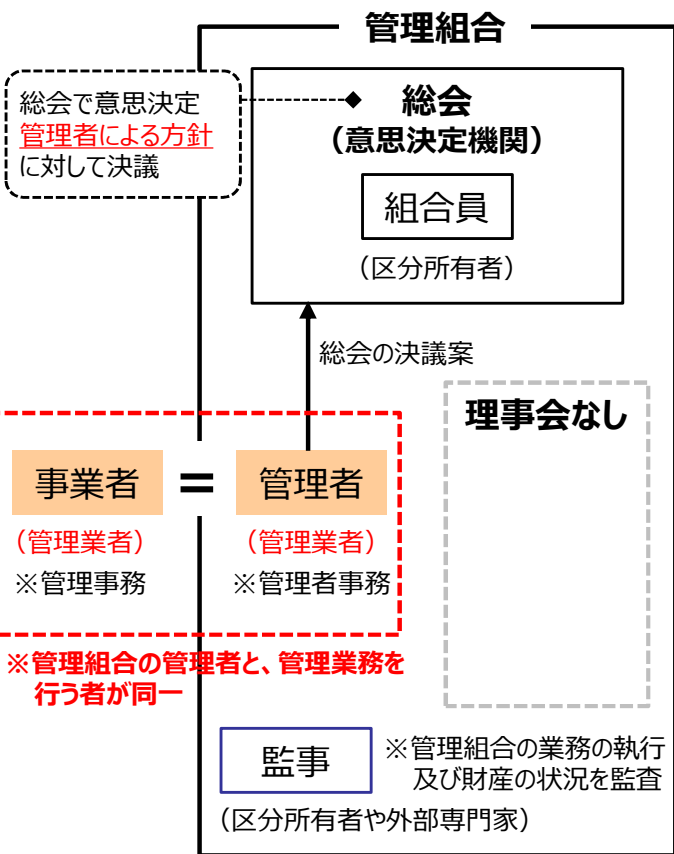 管理組合
総会で意思決定
管理者による方針
に対して決議
総会
（意思決定機関）
組合員
（区分所有者）
総会の決議案
理事会なし
事業者 = 管理者
（管理業者） （管理業者）
※管理事務 ※管理者事務
※管理組合の管理者と、管理業務を
行う者が同一
監事
※管理組合の業務の執行
及び財産の状況を監査
（区分所有者や外部専門家）